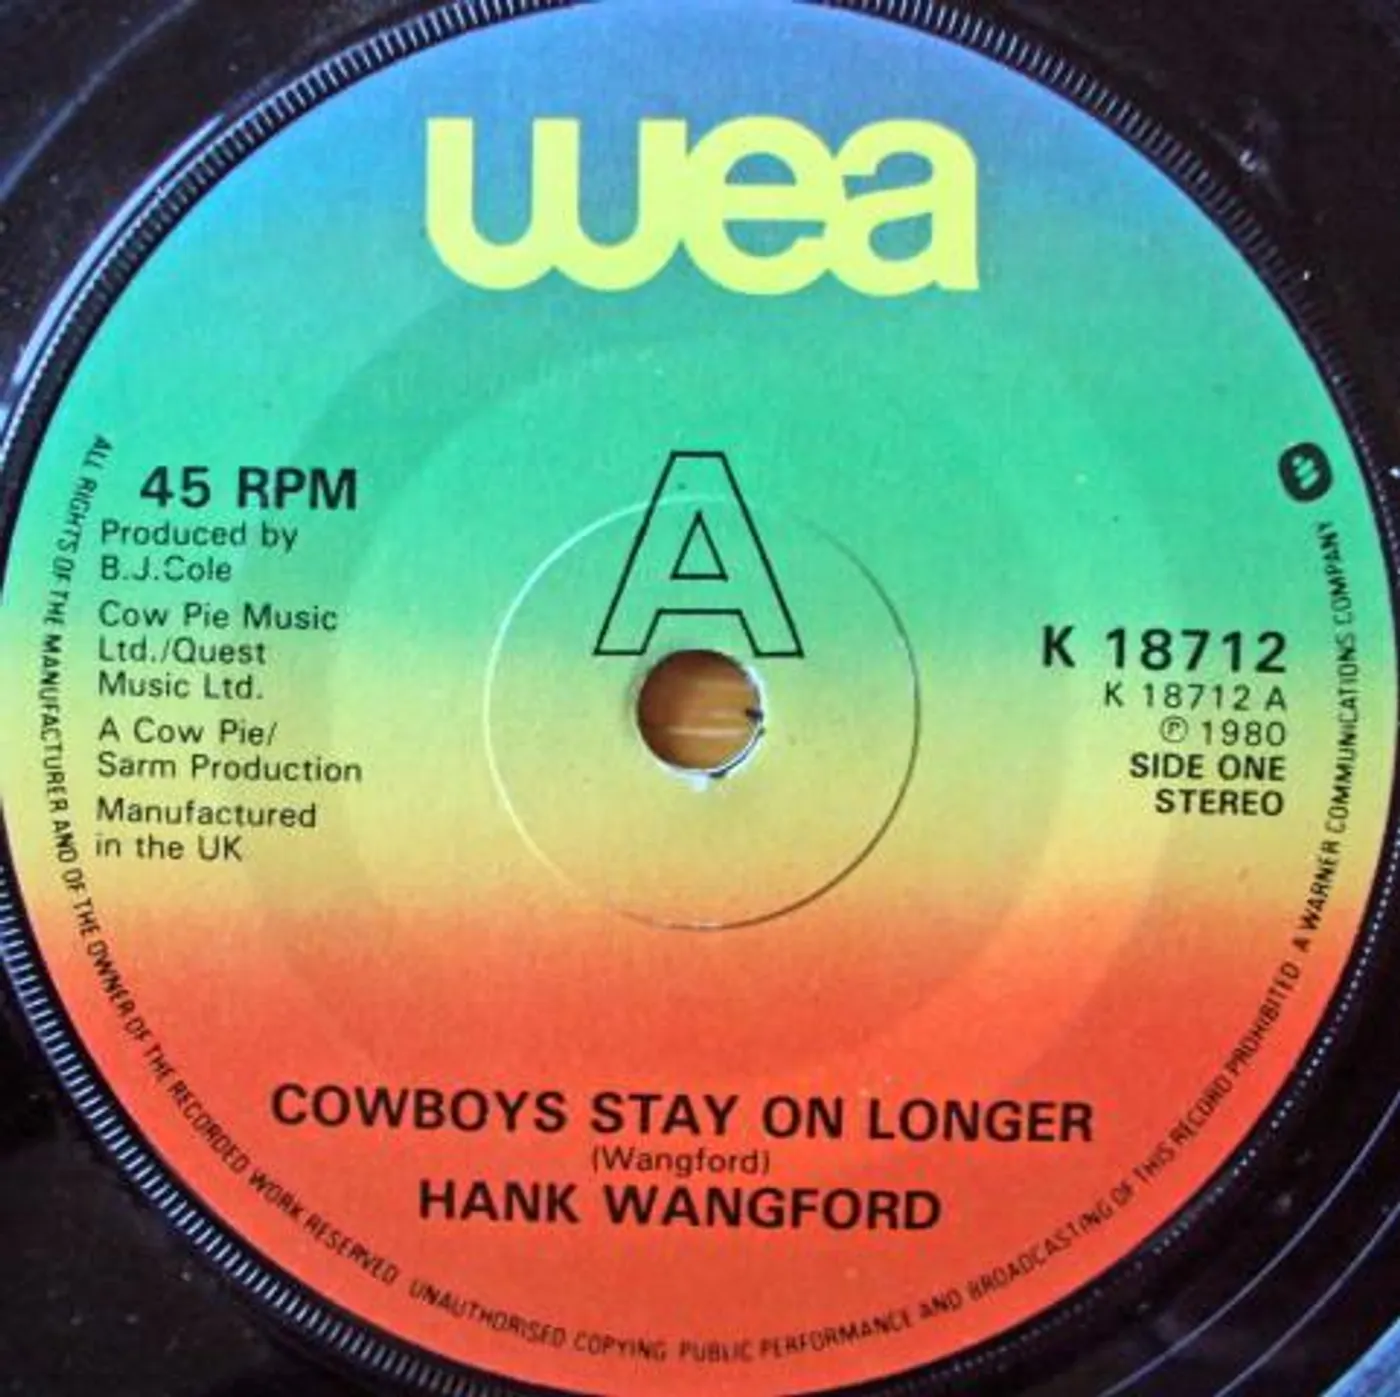 wea
A
45 RPM
Produced by
B.J.Cole
Cow Pie Music
Ltd./Quest
Music Ltd.
A Cow Pie/
Sarm Production
Manufactured
in the UK
K 18712
K 18712 A
℗ 1980
SIDE ONE
STEREO
COWBOYS STAY ON LONGER
(Wangford)
HANK WANGFORD
ALL RIGHTS OF THE MANUFACTURER AND OF THE OWNER OF THE RECORDED WORK RESERVED UNAUTHORISED COPYING PUBLIC PERFORMANCE AND BROADCASTING OF THIS RECORD PROHIBITED A WARNER COMMUNICATIONS COMPANY